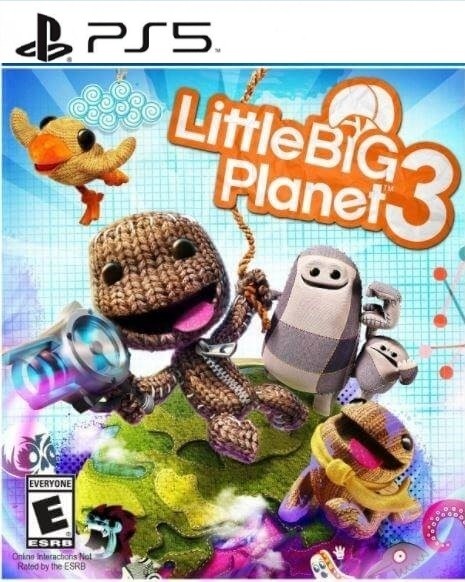 PS5
LittleBIG
Planet 3
TM
EVERYONE
E
ESRB
Online Interactions Not
Rated by the ESRB